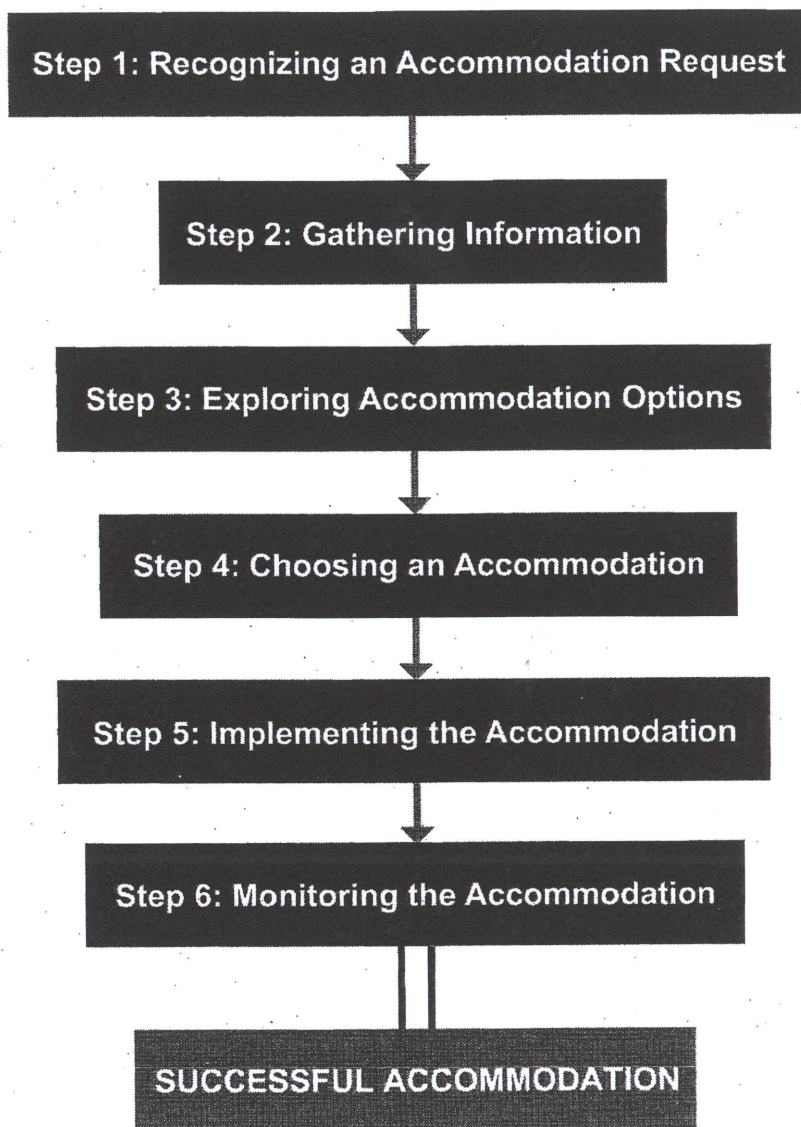 Step 1: Recognizing an Accommodation Request
Step 2: Gathering Information
Step 3: Exploring Accommodation Options
Step 4: Choosing an Accommodation
Step 5: Implementing the Accommodation
Step 6: Monitoring the Accommodation
SUCCESSFUL ACCOMMODATION